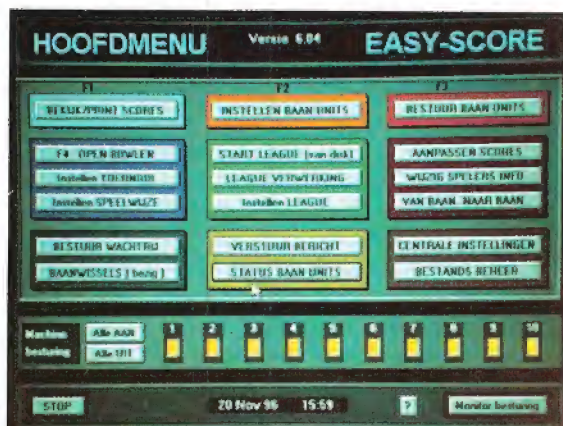 HOOFDMENU Versie 6.04 EASY-SCORE
F1 F2 F3
BEKIJK/PRINT SCORES INSTELLEN BAAN UNITS BESTUUR BAAN UNITS
F4 OPEN BOWLER START LEAGUE (van disk) AANPASSEN SCORES
Instellen TOERNOOI LEAGUE VERWERKING WIJZIG SPELERS INFO
Instellen SPEELWIJZE Instellen LEAGUE VAN BAAN NAAR BAAN
BESTUUR WACHTRIJ VERSTUUR BERICHT CENTRALE INSTELLINGEN
BAANWISSELS [bezig] STATUS BAAN UNITS BESTANDS BEHEER
Machine besturing Alle AAN 1 2 3 4 5 6 7 8 9 10
Alle UIT
STOP 20 Nov 96 15:59 ? Monitor besturing